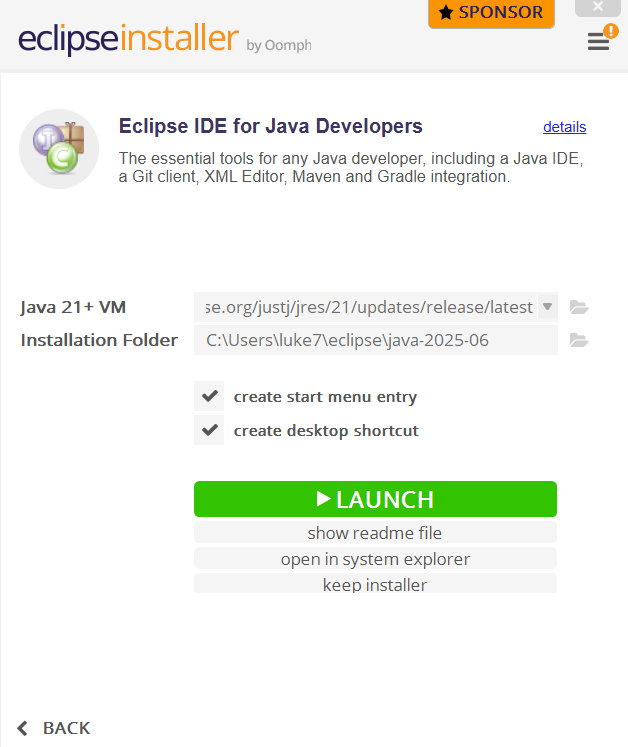 ★ SPONSOR
eclipseinstaller by Oomph
Eclipse IDE for Java Developers
details
The essential tools for any Java developer, including a Java IDE,
a Git client, XML Editor, Maven and Gradle integration.
Java 21+ VM
se.org/justj/jres/21/updates/release/latest
Installation Folder
C:\Users\luke7\eclipse\java-2025-06
create start menu entry
create desktop shortcut
LAUNCH
show readme file
open in system explorer
keep installer
BACK